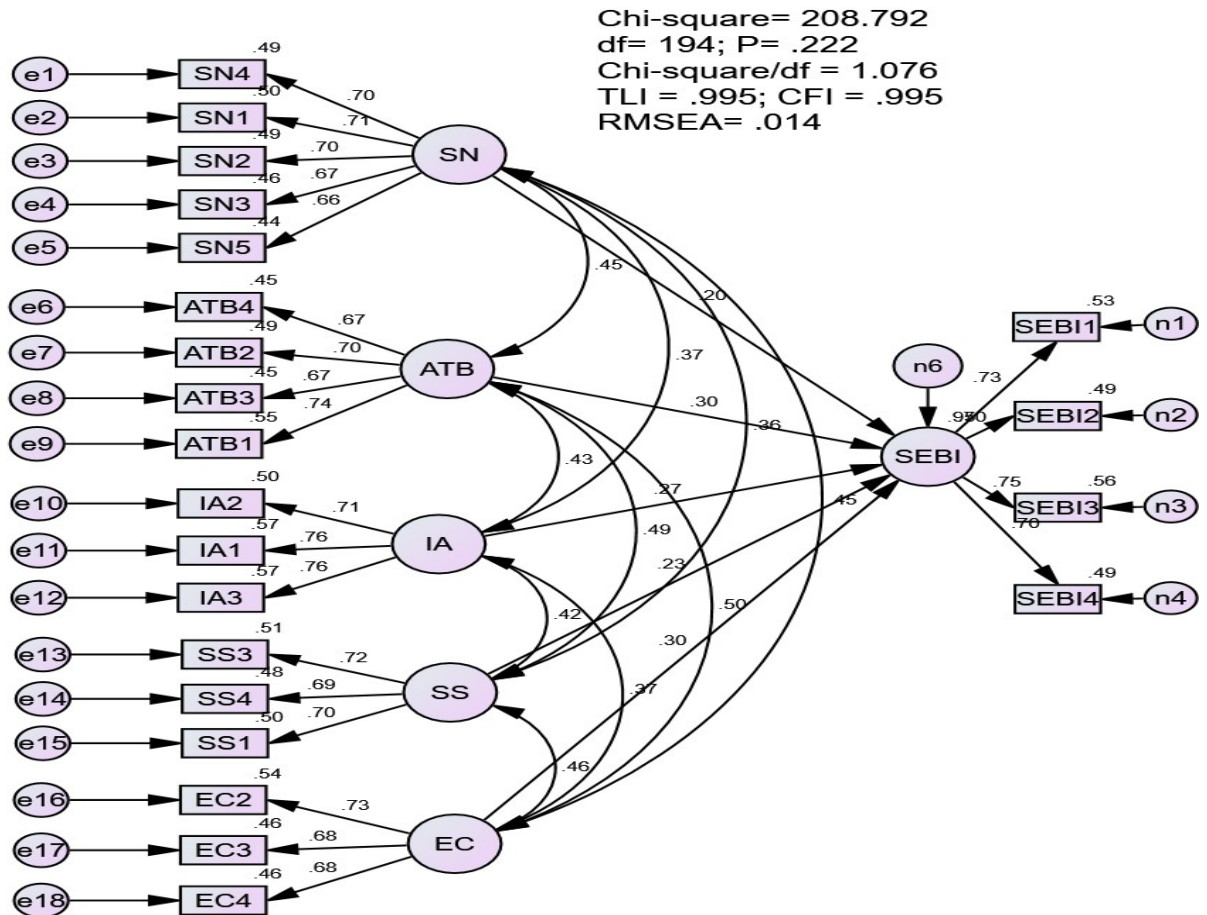 Chi-square= 208.792
df= 194; P= .222
Chi-square/df = 1.076
TLI = .995; CFI = .995
RMSEA= .014
.49
e1 SN4 .70
.50
e2 SN1 .71
.49
e3 SN2 .70
.46
e4 SN3 .67
.44
e5 SN5 .66
SN
.45
e6 ATB4 .67
.49
e7 ATB2 .70
.45
e8 ATB3 .67
.55
e9 ATB1 .74
ATB
.50
e10 IA2 .71
.57
e11 IA1 .76
.57
e12 IA3 .76
IA
.51
e13 SS3 .72
.48
e14 SS4 .69
.50
e15 SS1 .70
SS
.54
e16 EC2 .73
.46
e17 EC3 .68
.46
e18 EC4 .68
EC
.45
.20
.37
.30
.36
.43
.27
.45
.49
.23
.42
.50
.30
.37
.46
n6
SEBI
.53
.73 SEBI1 n1
.49
SEBI2 n2
.56
.75 SEBI3 n3
.70
.49
SEBI4 n4